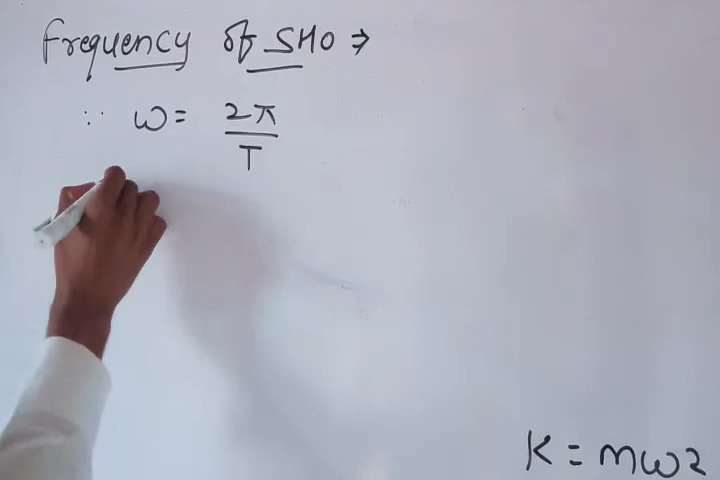 Frequency of SHO ⇒
∵ ω = 2π/T
K = mω2